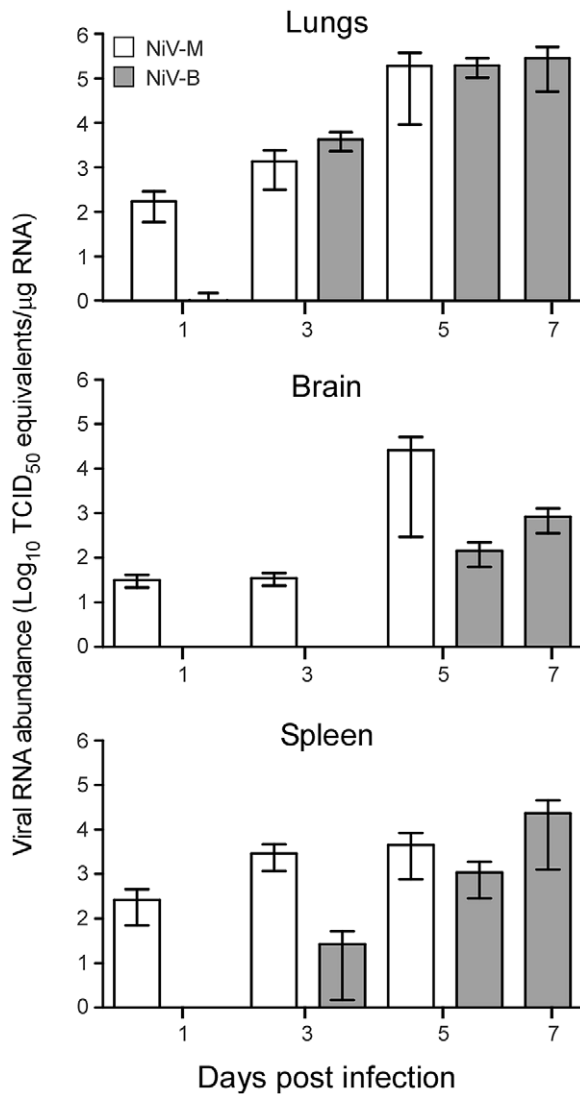 Lungs
NiV-M
NiV-B
6
5
4
3
2
1
0
1 3 5 7
Viral RNA abundance (Log₁₀ TCID₅₀ equivalents/μg RNA)
Brain
6
5
4
3
2
1
0
1 3 5 7
Spleen
6
5
4
3
2
1
0
1 3 5 7
Days post infection